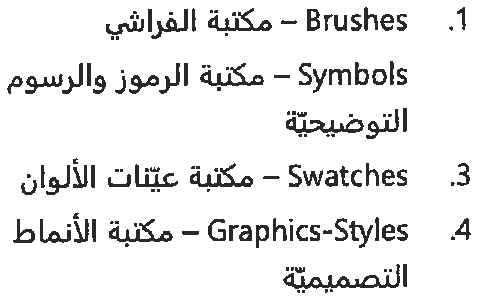 1. Brushes – مكتبة الفراشي
Symbols – مكتبة الرموز والرسوم
التوضيحيّة
3. Swatches – مكتبة عيّنات الألوان
4. Graphics-Styles – مكتبة الأنماط
التصميميّة